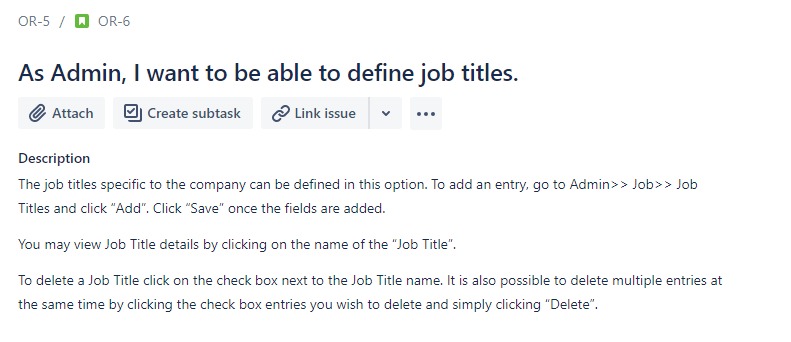 OR-5 / OR-6
As Admin, I want to be able to define job titles.
Attach Create subtask Link issue
Description
The job titles specific to the company can be defined in this option. To add an entry, go to Admin>> Job>> Job
Titles and click “Add”. Click “Save” once the fields are added.
You may view Job Title details by clicking on the name of the “Job Title”.
To delete a Job Title click on the check box next to the Job Title name. It is also possible to delete multiple entries at
the same time by clicking the check box entries you wish to delete and simply clicking “Delete”.